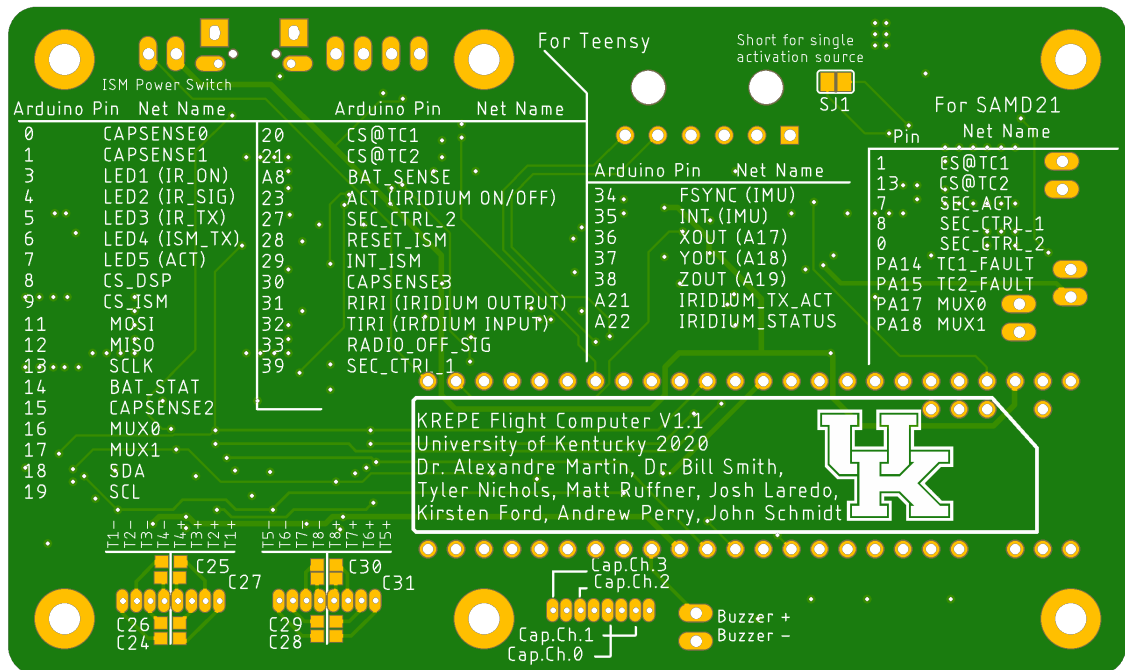 For Teensy
Short for single
activation source
SJ1
ISM Power Switch
Arduino Pin Net Name
0 CAPSENSE0
1 CAPSENSE1
3 LED1 (IR_ON)
4 LED2 (IR_SIG)
5 LED3 (IR_TX)
6 LED4 (ISM_TX)
7 LED5 (ACT)
8 CS_DSP
9 CS_ISM
11 MOSI
12 MISO
13 SCLK
14 BAT_STAT
15 CAPSENSE2
16 MUX0
17 MUX1
18 SDA
19 SCL
Arduino Pin Net Name
20 CS@TC1
21 CS@TC2
A8 BAT_SENSE
23 ACT (IRIDIUM ON/OFF)
27 SEC_CTRL_2
28 RESET_ISM
29 INT_ISM
30 CAPSENSE3
31 RIRI (IRIDIUM OUTPUT)
32 TIRI (IRIDIUM INPUT)
33 RADIO_OFF_SIG
39 SEC_CTRL_1
Arduino Pin Net Name
34 FSYNC (IMU)
35 INT (IMU)
36 XOUT (A17)
37 YOUT (A18)
38 ZOUT (A19)
A21 IRIDIUM_TX_ACT
A22 IRIDIUM_STATUS
For SAMD21
Pin Net Name
1 CS@TC1
13 CS@TC2
7 SEC_ACT
8 SEC_CTRL_1
0 SEC_CTRL_2
PA14 TC1_FAULT
PA15 TC2_FAULT
PA17 MUX0
PA18 MUX1
KREPE Flight Computer V1.1
University of Kentucky 2020
Dr. Alexandre Martin, Dr. Bill Smith,
Tyler Nichols, Matt Ruffner, Josh Laredo,
Kirsten Ford, Andrew Perry, John Schmidt
UK
T1- T2- T3- T4- T4+ T3+ T2+ T1+
T5- T6- T7- T8- T8+ T7+ T6+ T5+
C25
C27
C26
C24
C30
C31
C29
C28
Cap.Ch.3
Cap.Ch.2
Cap.Ch.1
Cap.Ch.0
Buzzer +
Buzzer -